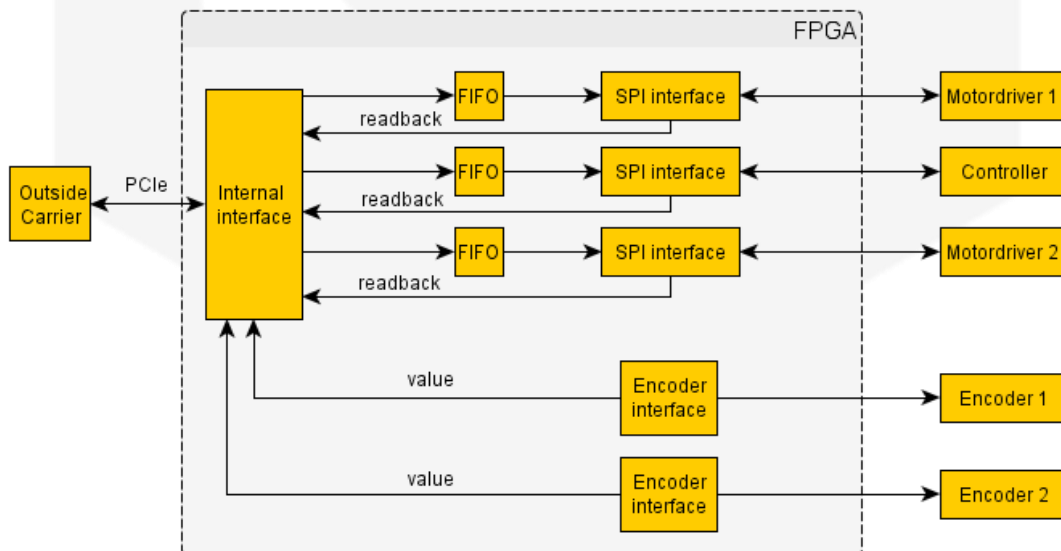 FPGA
FIFO
SPI interface
Motordriver 1
readback
PCIe
Outside
Carrier
Internal
interface
FIFO
SPI interface
Controller
readback
FIFO
SPI interface
Motordriver 2
readback
value
Encoder
interface
Encoder 1
value
Encoder
interface
Encoder 2